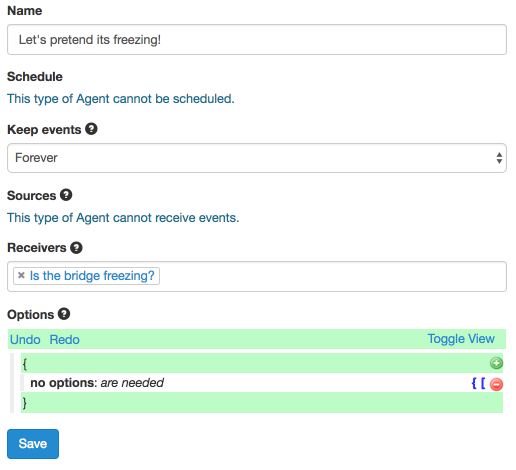 Name
Let's pretend its freezing!
Schedule
This type of Agent cannot be scheduled.
Keep events ?
Forever
Sources ?
This type of Agent cannot receive events.
Receivers ?
× Is the bridge freezing?
Options ?
Undo Redo Toggle View
{
no options: are needed { [
}
Save